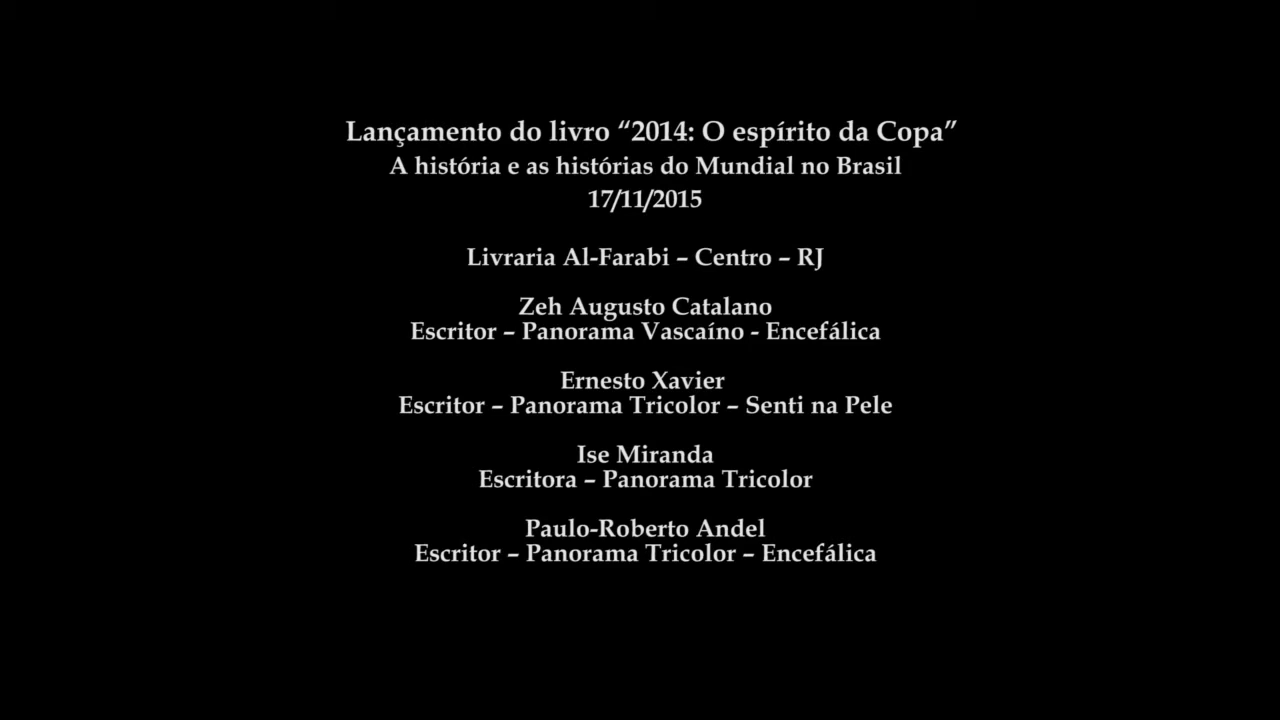 Lançamento do livro “2014: O espírito da Copa”
A história e as histórias do Mundial no Brasil
17/11/2015
Livraria Al-Farabi – Centro – RJ
Zeh Augusto Catalano
Escritor – Panorama Vascaíno - Encefálica
Ernesto Xavier
Escritor – Panorama Tricolor – Senti na Pele
Ise Miranda
Escritora – Panorama Tricolor
Paulo-Roberto Andel
Escritor – Panorama Tricolor – Encefálica